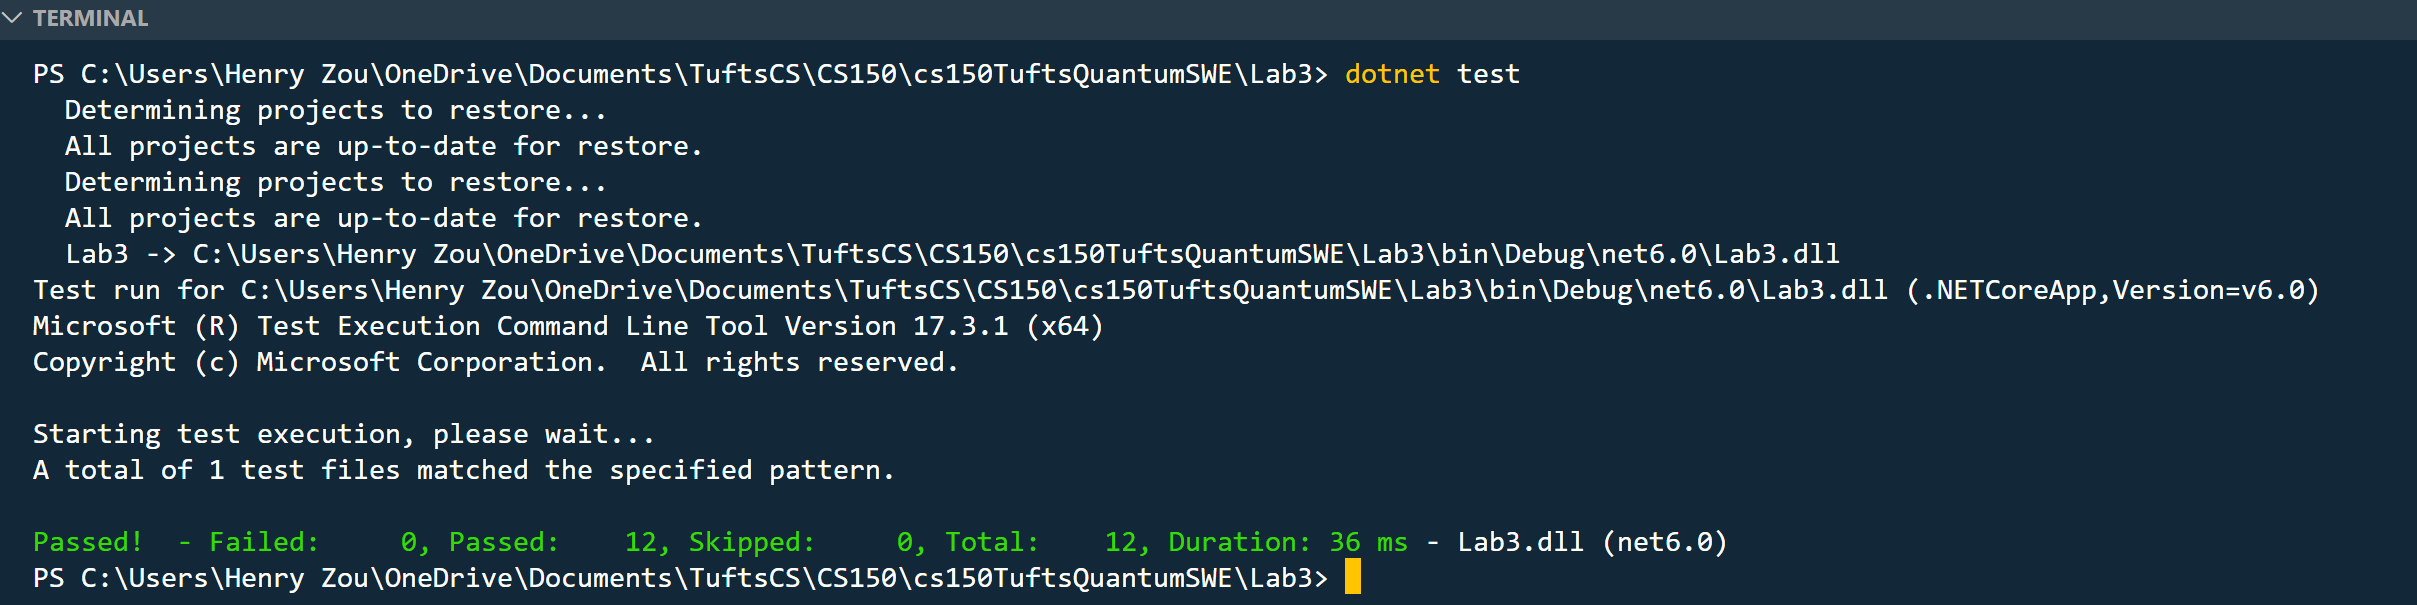 TERMINAL
PS C:\Users\Henry Zou\OneDrive\Documents\TuftsCS\CS150\cs150TuftsQuantumSWE\Lab3> dotnet test
  Determining projects to restore...
  All projects are up-to-date for restore.
  Determining projects to restore...
  All projects are up-to-date for restore.
  Lab3 -> C:\Users\Henry Zou\OneDrive\Documents\TuftsCS\CS150\cs150TuftsQuantumSWE\Lab3\bin\Debug\net6.0\Lab3.dll
Test run for C:\Users\Henry Zou\OneDrive\Documents\TuftsCS\CS150\cs150TuftsQuantumSWE\Lab3\bin\Debug\net6.0\Lab3.dll (.NETCoreApp,Version=v6.0)
Microsoft (R) Test Execution Command Line Tool Version 17.3.1 (x64)
Copyright (c) Microsoft Corporation.  All rights reserved.

Starting test execution, please wait...
A total of 1 test files matched the specified pattern.

Passed!  - Failed:     0, Passed:    12, Skipped:     0, Total:    12, Duration: 36 ms - Lab3.dll (net6.0)
PS C:\Users\Henry Zou\OneDrive\Documents\TuftsCS\CS150\cs150TuftsQuantumSWE\Lab3>